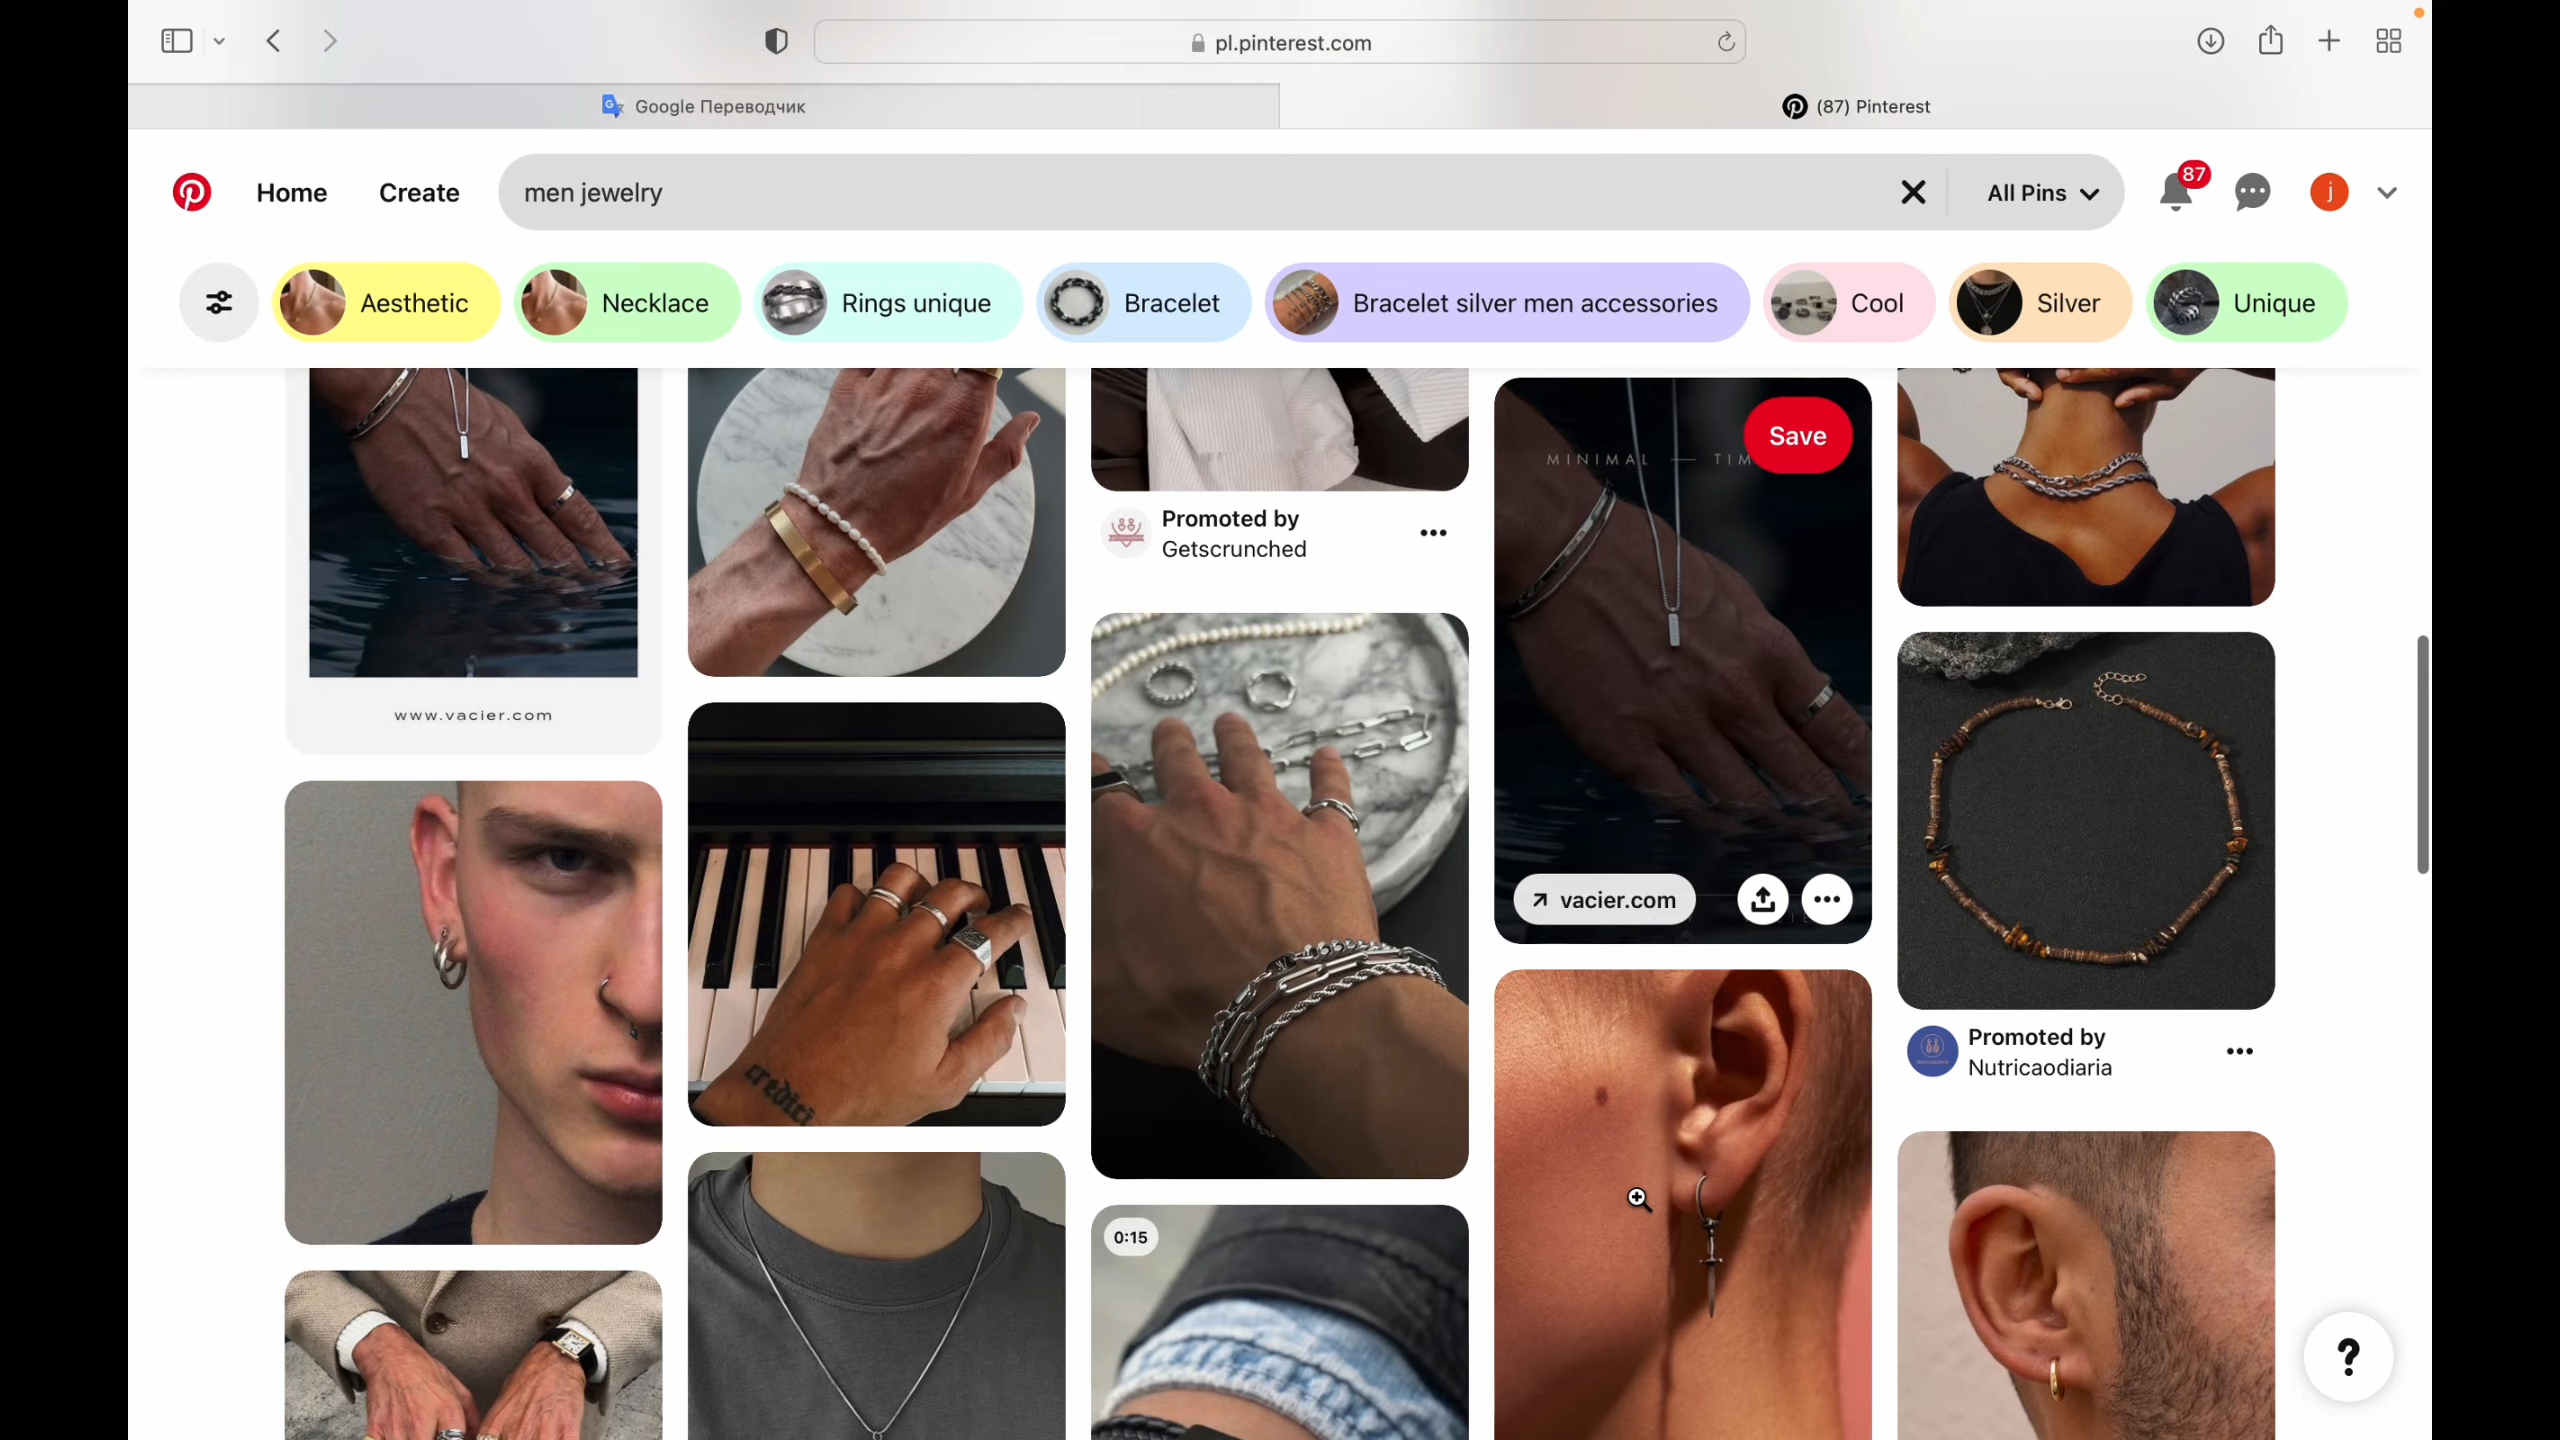 pl.pinterest.com
Google Переводчик
(87) Pinterest
Home
Create
men jewelry
All Pins
87
j
Aesthetic
Necklace
Rings unique
Bracelet
Bracelet silver men accessories
Cool
Silver
Unique
MINIMAL — TIM
Save
Promoted by
Getscrunched
www.vacier.com
vacier.com
Promoted by
Nutricaodiaria
credici
0:15
?